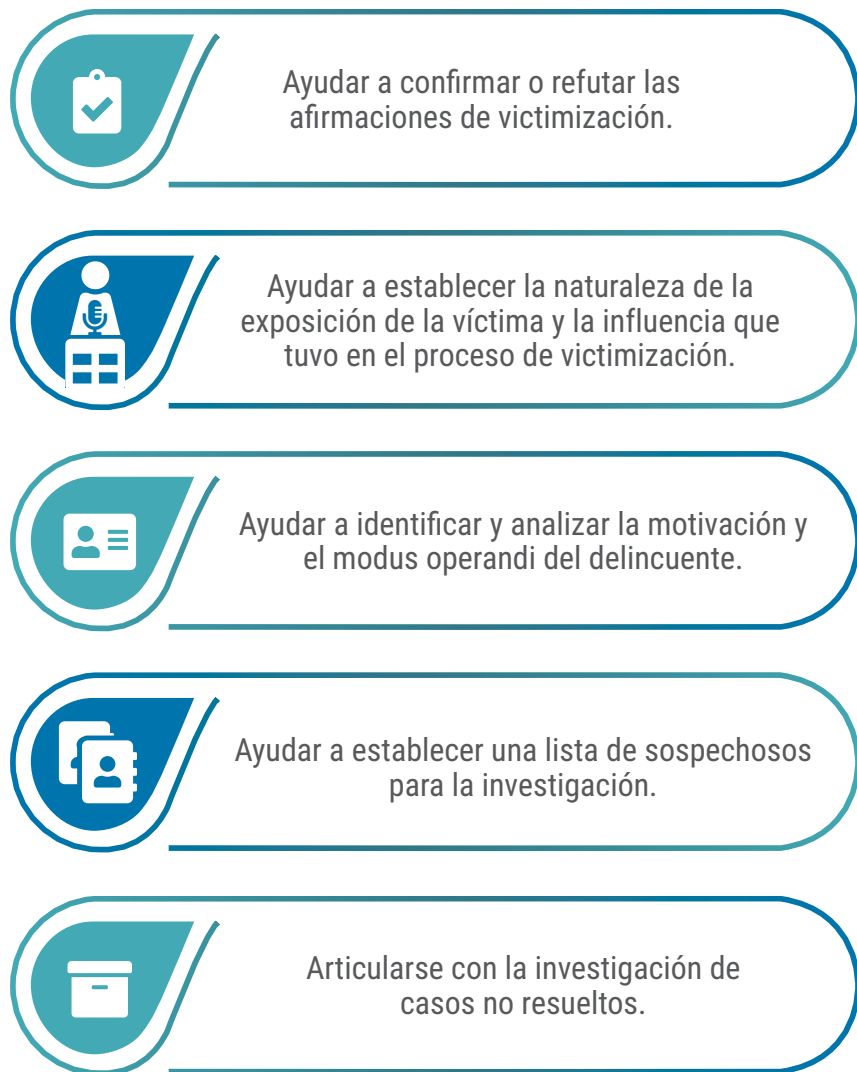 Ayudar a confirmar o refutar las
afirmaciones de victimización.
Ayudar a establecer la naturaleza de la
exposición de la víctima y la influencia que
tuvo en el proceso de victimización.
Ayudar a identificar y analizar la motivación y
el modus operandi del delincuente.
Ayudar a establecer una lista de sospechosos
para la investigación.
Articularse con la investigación de
casos no resueltos.